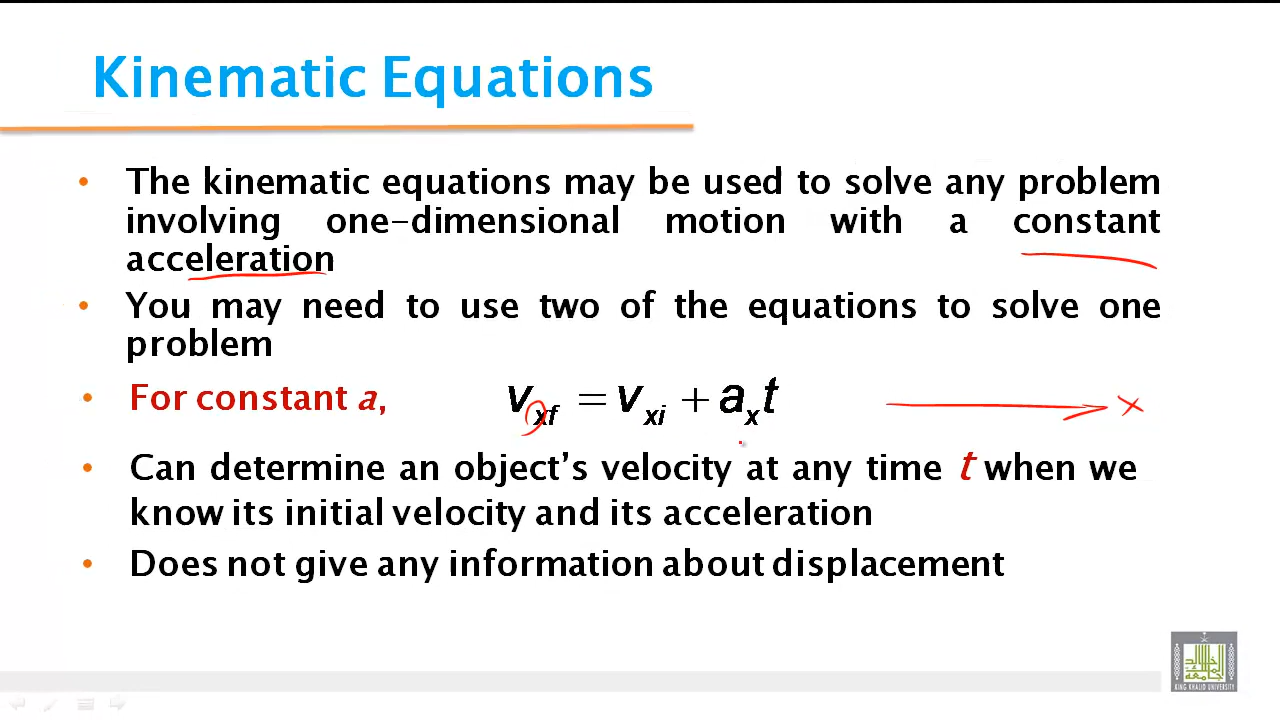 Kinematic Equations
• The kinematic equations may be used to solve any problem
involving one-dimensional motion with a constant
acceleration
• You may need to use two of the equations to solve one
problem
• For constant a, v_xf = v_xi + a_x t x
• Can determine an object's velocity at any time t when we
know its initial velocity and its acceleration
• Does not give any information about displacement
KING KHALID UNIVERSITY